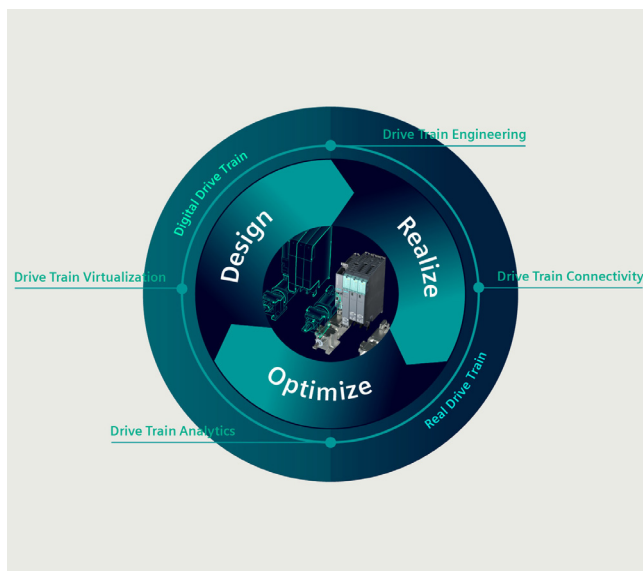 Drive Train Engineering
Digital Drive Train
Design
Realize
Drive Train Virtualization
Drive Train Connectivity
Optimize
Real Drive Train
Drive Train Analytics